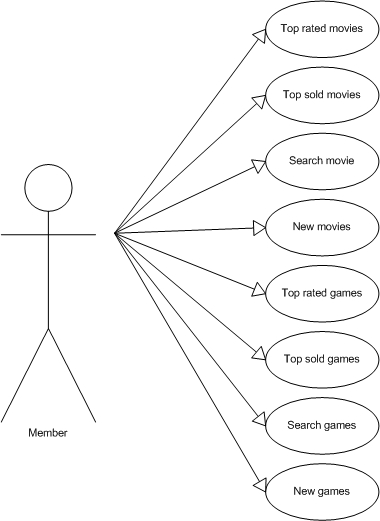 Top rated movies
Top sold movies
Search movie
New movies
Top rated games
Top sold games
Search games
New games
Member